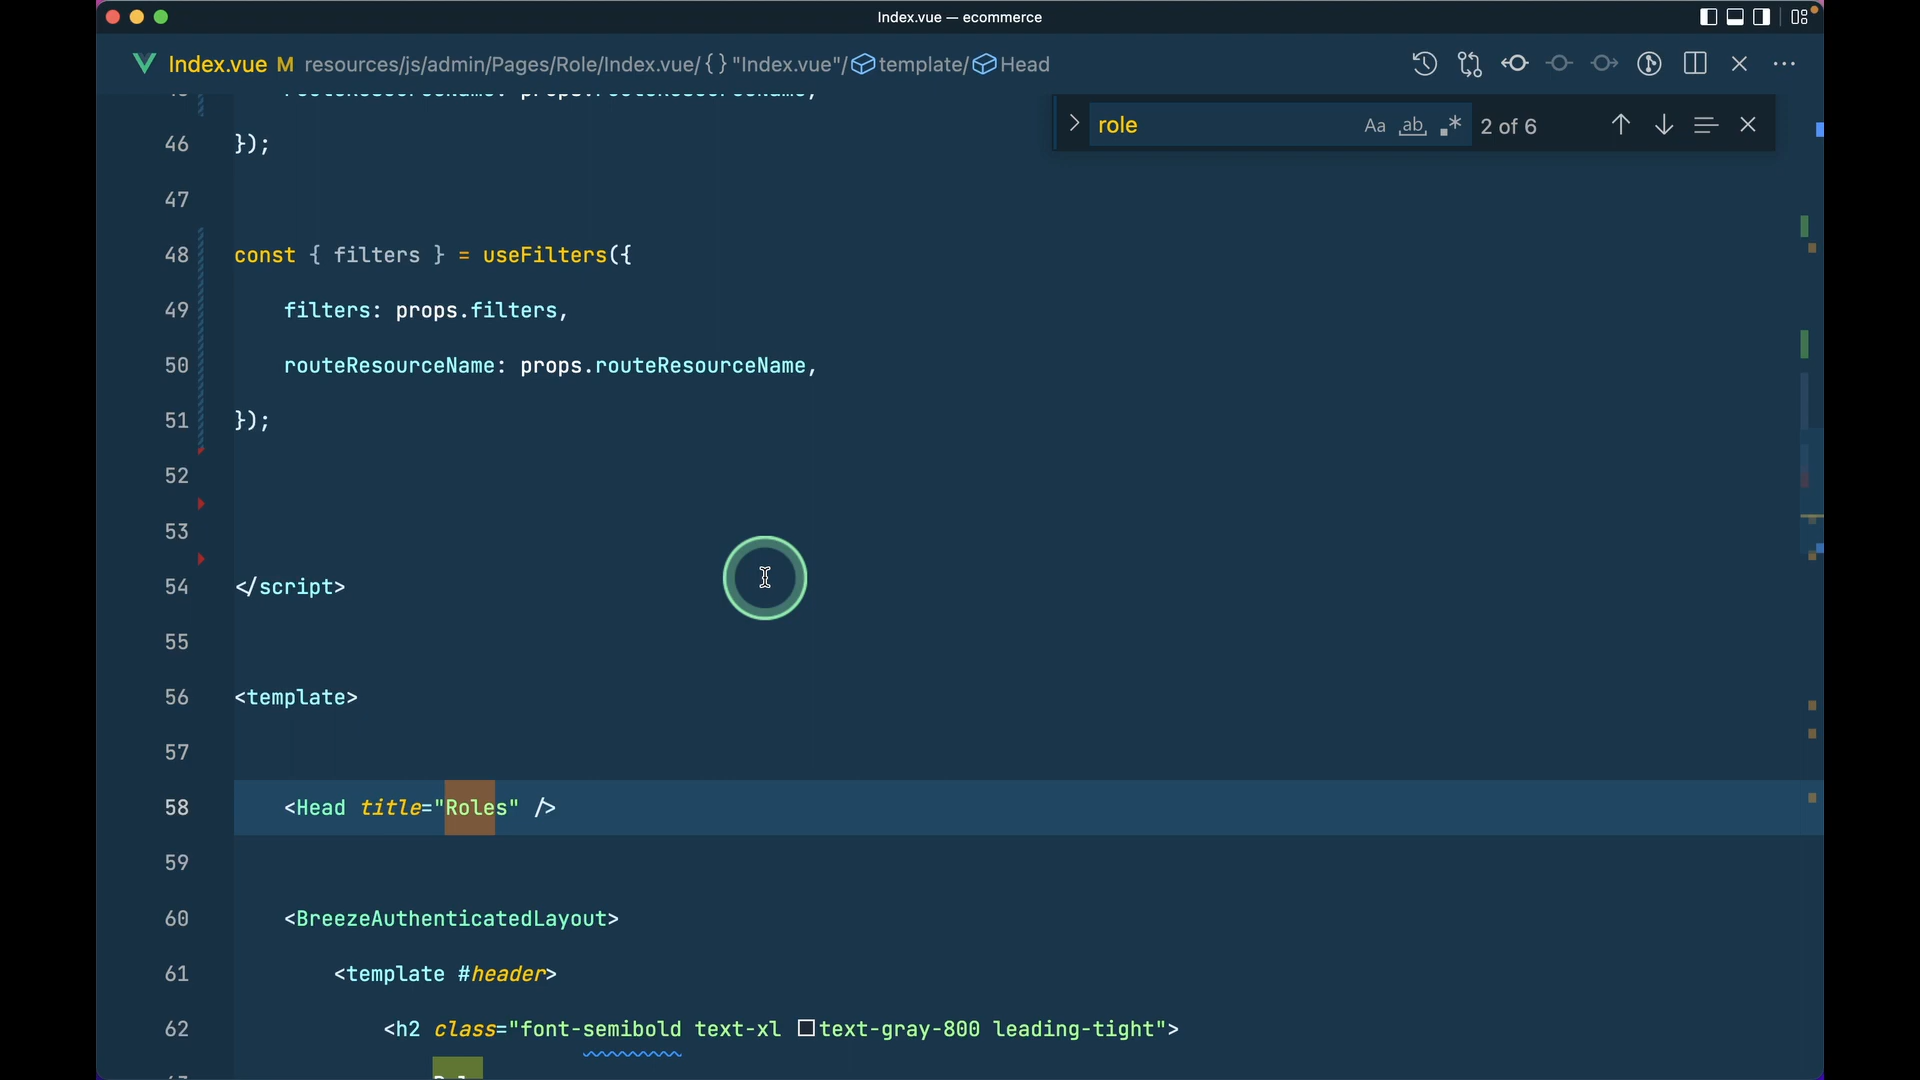 Index.vue — ecommerce
Index.vue M resources/js/admin/Pages/Role/Index.vue/{ } "Index.vue"/template/Head
role Aa ab .* 2 of 6
46 });
47
48 const { filters } = useFilters({
49 filters: props.filters,
50 routeResourceName: props.routeResourceName,
51 });
52
53
54 </script>
55
56 <template>
57
58 <Head title="Roles" />
59
60 <BreezeAuthenticatedLayout>
61 <template #header>
62 <h2 class="font-semibold text-xl text-gray-800 leading-tight">